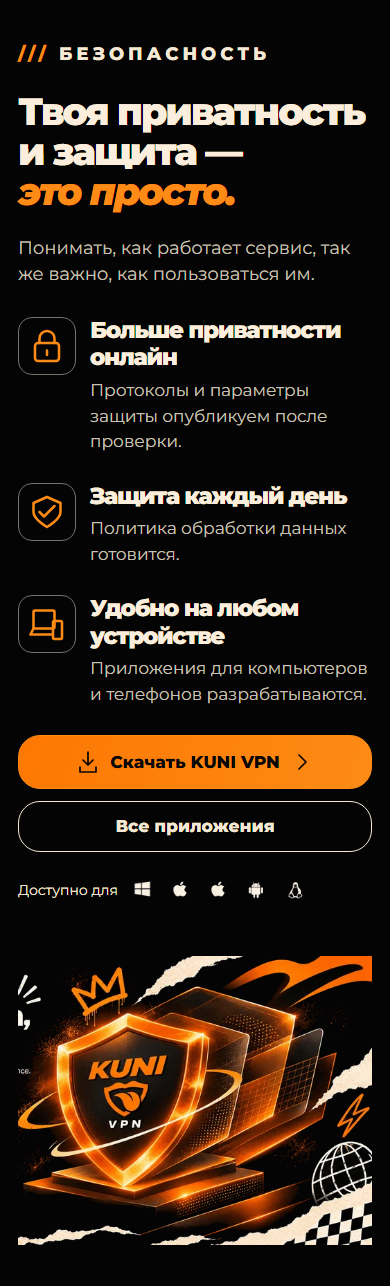 /// БЕЗОПАСНОСТЬ
Твоя приватность
и защита —
это просто.
Понимать, как работает сервис, так
же важно, как пользоваться им.
Больше приватности
онлайн
Протоколы и параметры
защиты опубликуем после
проверки.
Защита каждый день
Политика обработки данных
готовится.
Удобно на любом
устройстве
Приложения для компьютеров
и телефонов разрабатываются.
Скачать KUNI VPN
Все приложения
Доступно для
KUNI
VPN